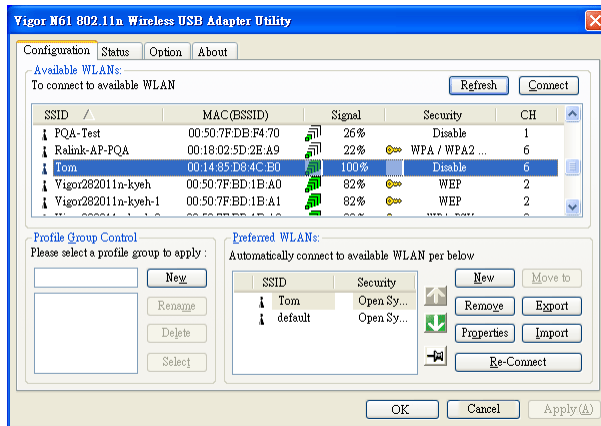 Vigor N61 802.11n Wireless USB Adapter Utility
Configuration Status Option About
Available WLANs:
To connect to available WLAN
Refresh Connect
SSID MAC(BSSID) Signal Security CH
PQA-Test 00:50:7F:DB:F4:70 26% Disable 1
Ralink-AP-PQA 00:18:02:5D:2E:A9 22% WPA / WPA2 ... 6
Tom 00:14:85:D8:4C:B0 100% Disable 6
Vigor282011n-kyeh 00:50:7F:BD:1B:A0 82% WEP 2
Vigor282011n-kyeh-1 00:50:7F:BD:1B:A1 82% WEP 2
Profile Group Control
Please select a profile group to apply :
New
Rename
Delete
Select
Preferred WLANs:
Automatically connect to available WLAN per below
SSID Security
Tom Open Sy...
default Open Sy...
New Move to
Remove Export
Properties Import
Re-Connect
OK Cancel Apply(A)